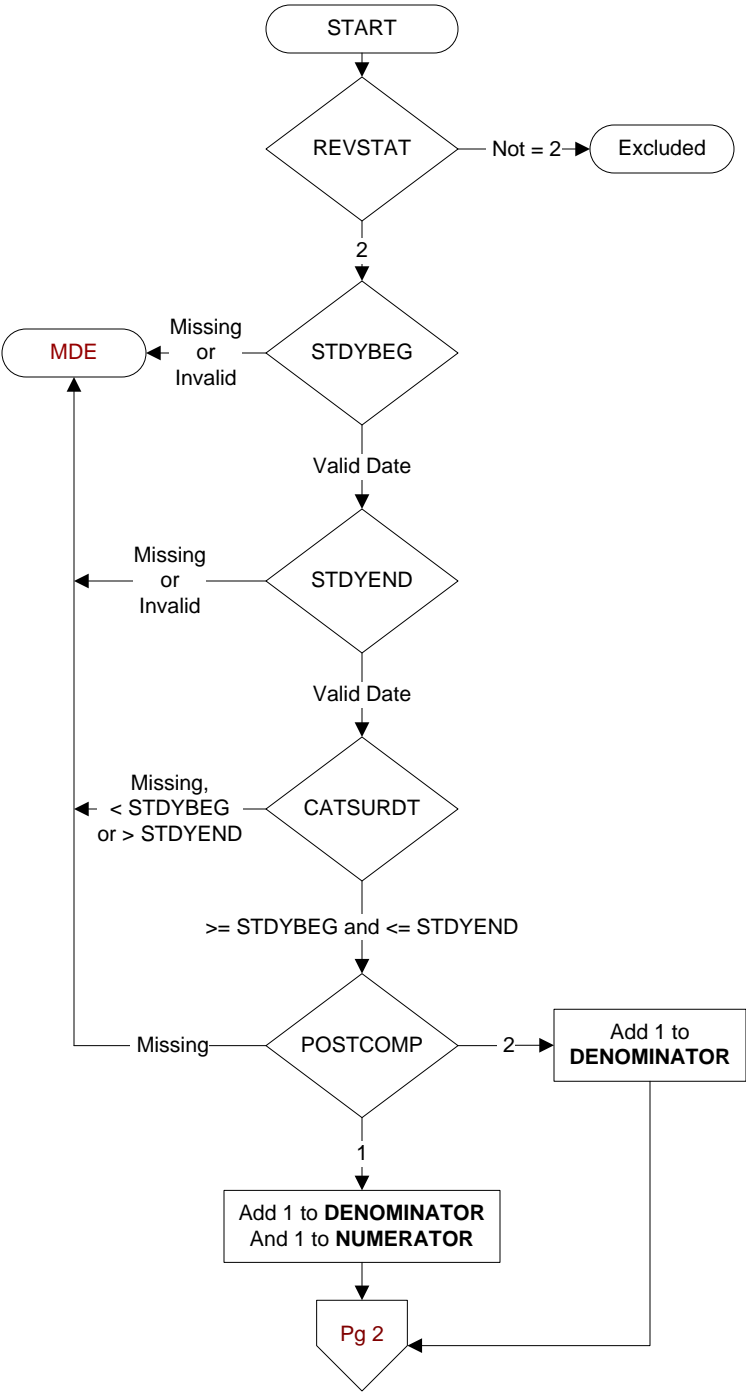 START
REVSTAT
Not = 2
Excluded
2
STDYBEG
Missing
or
Invalid
MDE
Valid Date
STDYEND
Missing
or
Invalid
Valid Date
CATSURDT
Missing,
< STDYBEG
or > STDYEND
>= STDYBEG and <= STDYEND
POSTCOMP
Missing
2
Add 1 to
DENOMINATOR
1
Add 1 to DENOMINATOR
And 1 to NUMERATOR
Pg 2